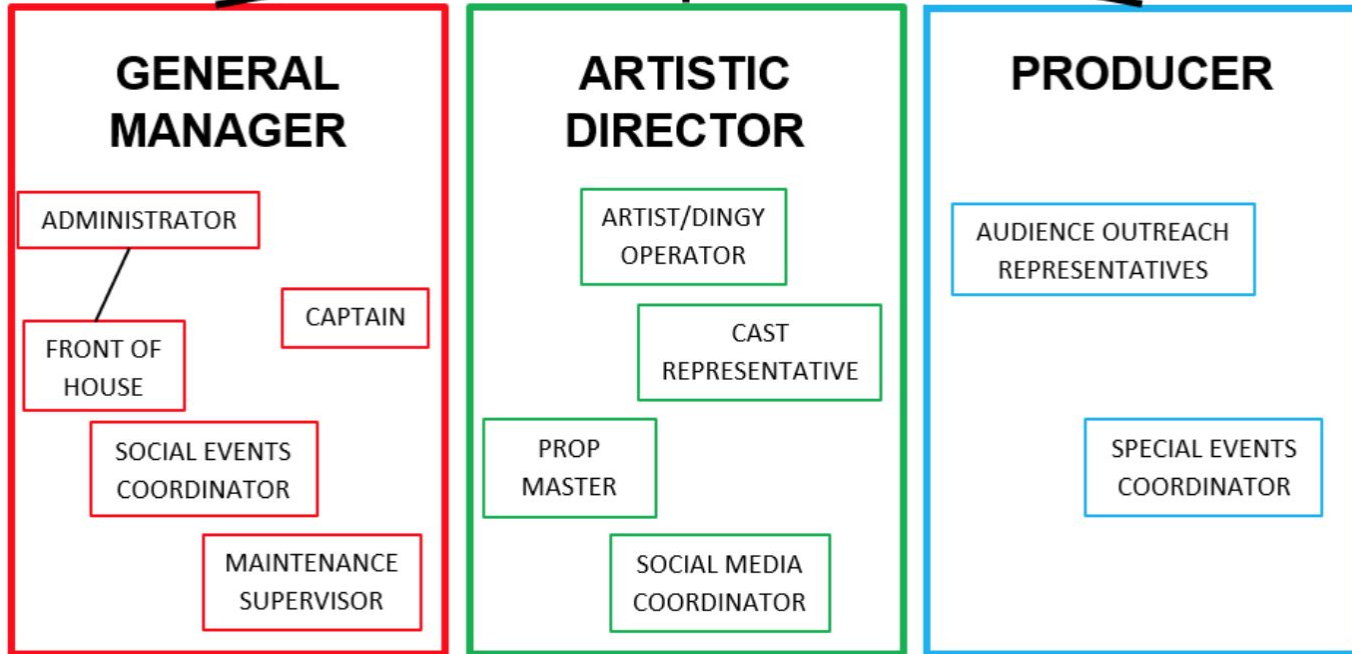 GENERAL
MANAGER
ADMINISTRATOR
CAPTAIN
FRONT OF
HOUSE
SOCIAL EVENTS
COORDINATOR
MAINTENANCE
SUPERVISOR
ARTISTIC
DIRECTOR
ARTIST/DINGY
OPERATOR
CAST
REPRESENTATIVE
PROP
MASTER
SOCIAL MEDIA
COORDINATOR
PRODUCER
AUDIENCE OUTREACH
REPRESENTATIVES
SPECIAL EVENTS
COORDINATOR